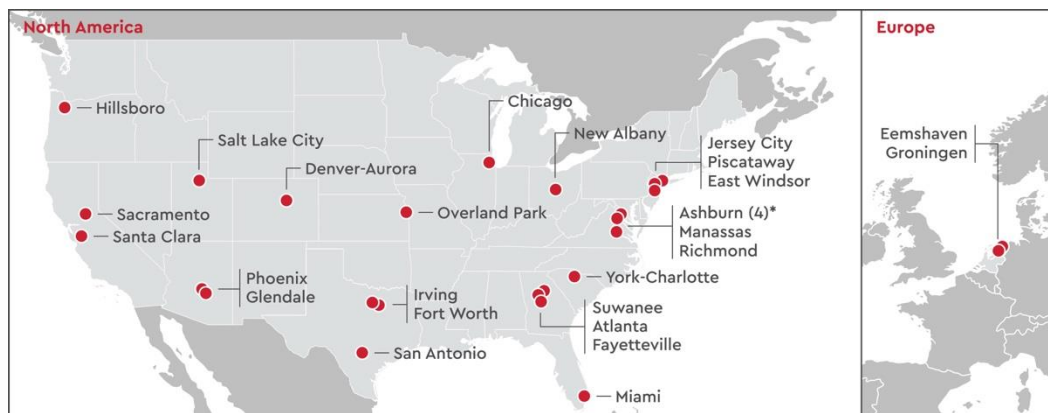 North America
Hillsboro
Salt Lake City
Denver-Aurora
Sacramento
Santa Clara
Phoenix
Glendale
Overland Park
Irving
Fort Worth
San Antonio
Chicago
New Albany
Jersey City
Piscataway
East Windsor
Ashburn (4)*
Manassas
Richmond
York-Charlotte
Suwanee
Atlanta
Fayetteville
Miami
Europe
Eemshaven
Groningen